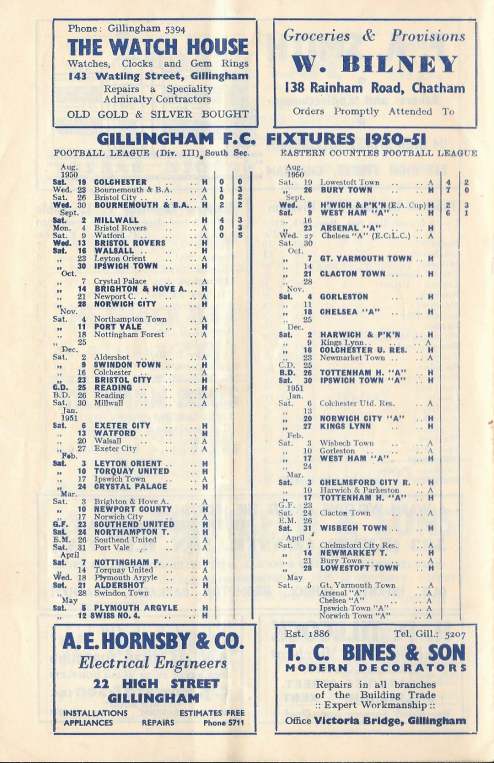 Phone: Gillingham 5394
THE WATCH HOUSE
Watches, Clocks and Gem Rings
143 Watling Street, Gillingham
Repairs a Speciality
Admiralty Contractors
OLD GOLD & SILVER BOUGHT
Groceries & Provisions
W. BILNEY
138 Rainham Road, Chatham
Orders Promptly Attended To
GILLINGHAM F.C. FIXTURES 1950-51
FOOTBALL LEAGUE (Div. III) South Sec.
Aug.
1950
Sat. 19 COLCHESTER .. .. H 0 0
Wed. 23 Bournemouth & B.A. .. A 1 3
Sat. 26 Bristol City .. .. A 0 2
Wed. 30 BOURNEMOUTH & B.A. .. H 2 2
Sept.
Sat. 2 MILLWALL .. .. H 4 3
Mon. 4 Bristol Rovers .. .. A 0 3
Sat. 9 Watford .. .. A 0 5
Wed. 13 BRISTOL ROVERS .. H
Sat. 16 WALSALL .. .. H
,, 23 Leyton Orient .. .. A
,, 30 IPSWICH TOWN .. .. H
Oct.
,, 7 Crystal Palace .. .. A
,, 14 BRIGHTON & HOVE A. .. H
,, 21 Newport C. .. .. A
,, 28 NORWICH CITY .. .. H
Nov.
Sat. 4 Northampton Town .. A
,, 11 PORT VALE .. .. H
,, 18 Nottingham Forest .. A
,, 25
Dec.
Sat. 2 Aldershot .. .. A
,, 9 SWINDON TOWN .. .. H
,, 16 Colchester .. .. A
,, 23 BRISTOL CITY .. .. H
C.D. 25 READING .. .. H
B.D. 26 Reading .. .. A
Sat. 30 Millwall .. .. A
Jan.
1951
Sat. 6 EXETER CITY .. .. H
,, 13 WATFORD .. .. H
,, 20 Walsall .. .. A
,, 27 Exeter City .. .. A
Feb.
Sat. 3 LEYTON ORIENT .. .. H
,, 10 TORQUAY UNITED .. H
,, 17 Ipswich Town .. .. A
,, 24 CRYSTAL PALACE .. H
Mar.
Sat. 3 Brighton & Hove A. .. A
,, 10 NEWPORT COUNTY .. H
,, 17 Norwich City .. .. A
G.F. 23 SOUTHEND UNITED .. H
Sat. 24 NORTHAMPTON T. .. H
E.M. 26 Southend United .. A
Sat. 31 Port Vale .. .. A
April
Sat. 7 NOTTINGHAM F. .. .. H
,, 14 Torquay United .. A
Wed. 18 Plymouth Argyle .. A
Sat. 21 ALDERSHOT .. .. H
,, 28 Swindon Town .. .. A
May
Sat. 5 PLYMOUTH ARGYLE .. H
,, 12 SWISS NO. 4. .. .. H
EASTERN COUNTIES FOOTBALL LEAGUE
Aug.
1950
Sat. 19 Lowestoft Town .. .. A 4 2
,, 26 BURY TOWN .. .. H 7 0
Sept.
Wed. 6 H'WICH & P'K'N (E.A. Cup) H 2 3
Sat. 9 WEST HAM "A" .. .. H 6 1
,, 16
,, 23 ARSENAL "A" .. .. H
Wed. 27 Chelsea "A" (E.C.L.C.) .. A
Sat. 30
Oct.
,, 7 GT. YARMOUTH TOWN .. H
,, 14
,, 21 CLACTON TOWN .. .. H
,, 28
Nov.
Sat. 4 GORLESTON .. .. H
,, 11
,, 18 CHELSEA "A" .. .. H
,, 25
Dec.
Sat. 2 HARWICH & P'K'N .. H
,, 9 Kings Lynn .. .. A
,, 16 COLCHESTER U. RES. .. H
,, 23 Newmarket Town .. A
C.D. 25
B.D. 26 TOTTENHAM H. "A" .. H
Sat. 30 IPSWICH TOWN "A" .. H
1951
Jan.
Sat. 6 Colchester Utd. Res. .. A
,, 13
,, 20 NORWICH CITY "A" .. H
,, 27 KINGS LYNN .. .. H
Feb.
Sat. 3 Wisbech Town .. .. A
,, 10 Gorleston .. .. A
,, 17 WEST HAM "A" .. .. H
,, 24
Mar.
Sat. 3 CHELMSFORD CITY R. .. H
,, 10 Harwich & Parkeston .. A
,, 17 TOTTENHAM H. "A" .. H
G.F. 23
Sat. 24 Clacton Town .. .. A
E.M. 26
Sat. 31 WISBECH TOWN .. .. H
April
Sat. 7 Chelmsford City Res. .. A
,, 14 NEWMARKET T. .. .. H
,, 21 Bury Town .. .. A
,, 28 LOWESTOFT TOWN .. H
May
Sat. 5 Gt. Yarmouth Town .. A
Arsenal "A" .. .. A
Chelsea "A" .. .. A
Ipswich Town "A" .. A
Norwich Town "A" .. A
A. E. HORNSBY & CO.
Electrical Engineers
22 HIGH STREET
GILLINGHAM
INSTALLATIONS ESTIMATES FREE
APPLIANCES REPAIRS Phone 5711
Est. 1886 Tel. Gill.: 5207
T. C. BINES & SON
MODERN DECORATORS
Repairs in all branches
of the Building Trade
:: Expert Workmanship ::
Office Victoria Bridge, Gillingham